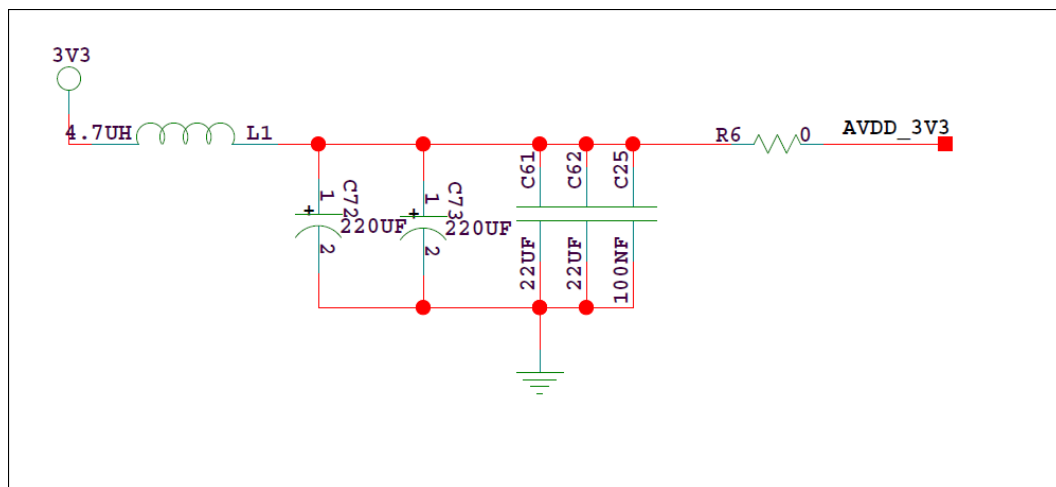 3V3
4.7UH
L1
R6
0
AVDD_3V3
1
C72
+
220UF
2
1
C73
+
220UF
2
C61
22UF
C62
22UF
C25
100NF